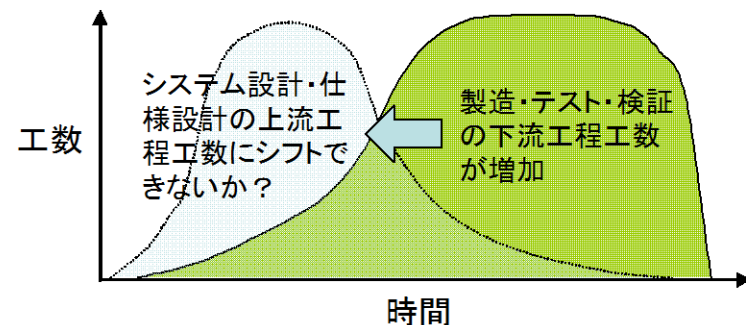 工数
システム設計・仕
様設計の上流工
程工数にシフトで
きないか？
製造・テスト・検証
の下流工程工数
が増加
時間